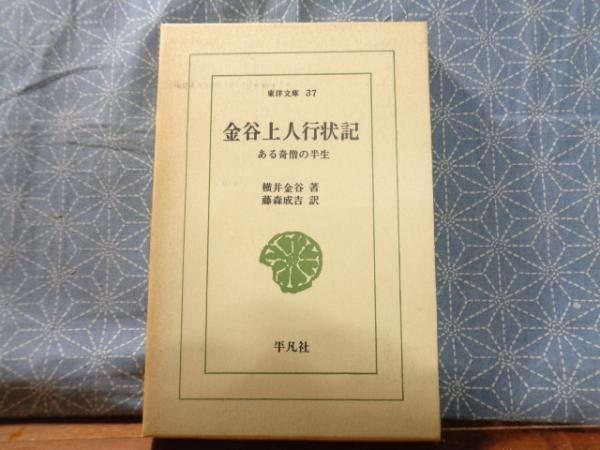 東洋文庫 37
金谷上人行状記
ある奇僧の半生
横井金谷 著
藤森成吉 訳
平凡社